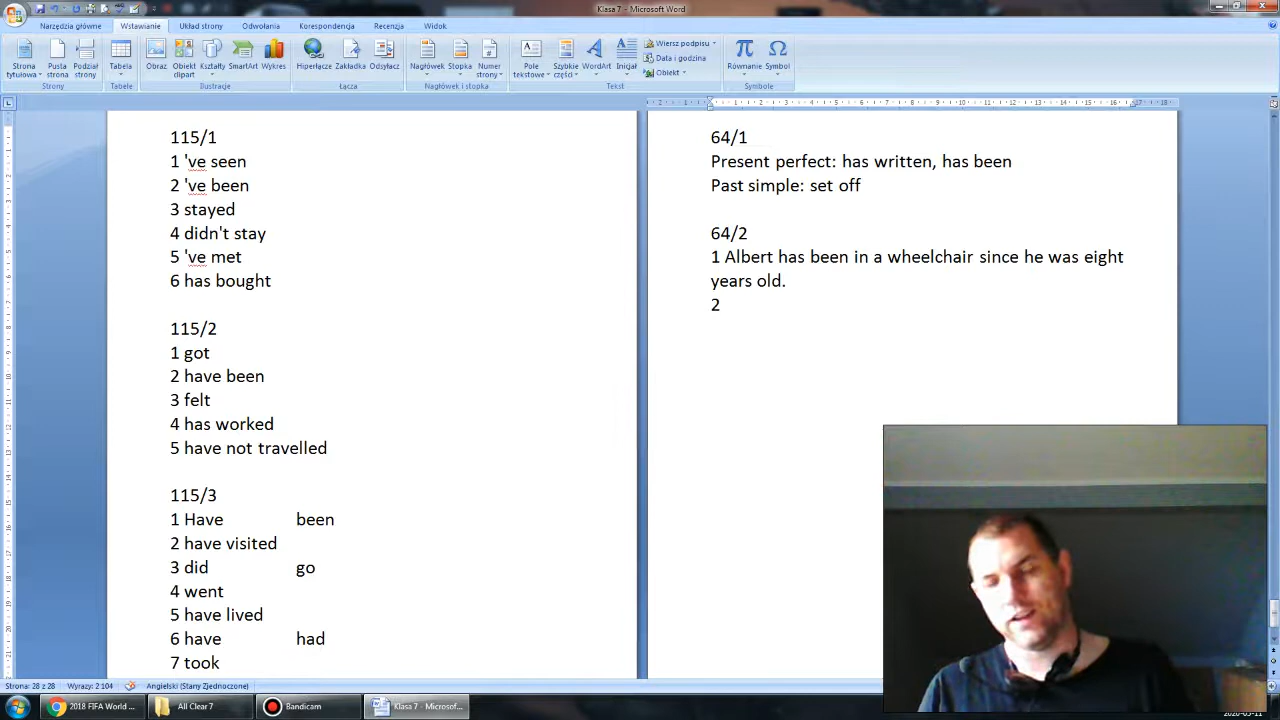 Klasa 7 - Microsoft Word
Narzędzia główne
Wstawianie
Układ strony
Odwołania
Korespondencja
Recenzja
Widok
Strona tytułowa
Pusta strona
Podział strony
Tabela
Obraz
Obiekt clipart
Kształty
SmartArt
Wykres
Hiperłącze
Zakładka
Odsyłacz
Nagłówek
Stopka
Numer strony
Pole tekstowe
Szybkie części
WordArt
Inicjał
Wiersz podpisu
Data i godzina
Obiekt
Równanie
Symbol
Strony
Tabele
Ilustracje
Łącza
Nagłówek i stopka
Tekst
Symbole
115/1
1 've seen
2 've been
3 stayed
4 didn't stay
5 've met
6 has bought
115/2
1 got
2 have been
3 felt
4 has worked
5 have not travelled
115/3
1 Have been
2 have visited
3 did go
4 went
5 have lived
6 have had
7 took
64/1
Present perfect: has written, has been
Past simple: set off
64/2
1 Albert has been in a wheelchair since he was eight
years old.
2
Strona: 28 z 28
Wyrazy: 2 104
Angielski (Stany Zjednoczone)
2018 FIFA World ...
All Clear 7
Bandicam
Klasa 7 - Microsof...